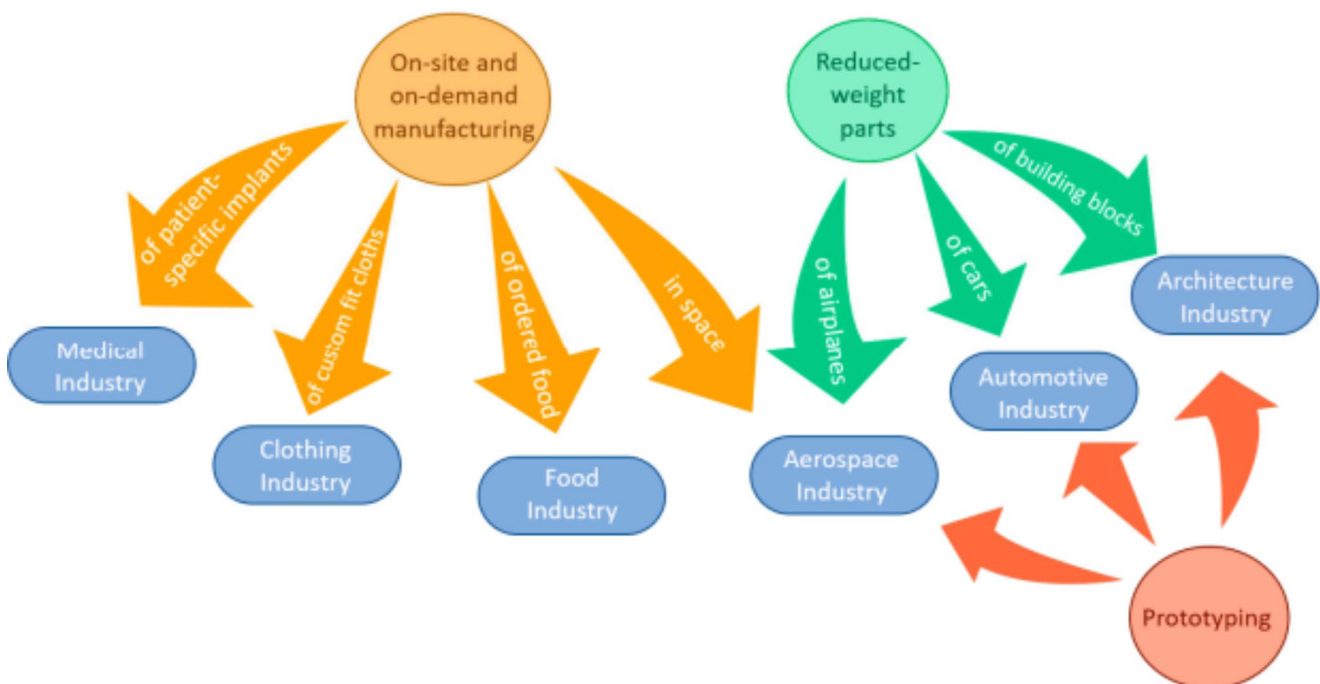 On-site and
on-demand
manufacturing
Reduced-
weight
parts
of patient-
specific implants
of custom fit cloths
of ordered food
in space
of airplanes
of cars
of building blocks
Medical
Industry
Clothing
Industry
Food
Industry
Aerospace
Industry
Automotive
Industry
Architecture
Industry
Prototyping